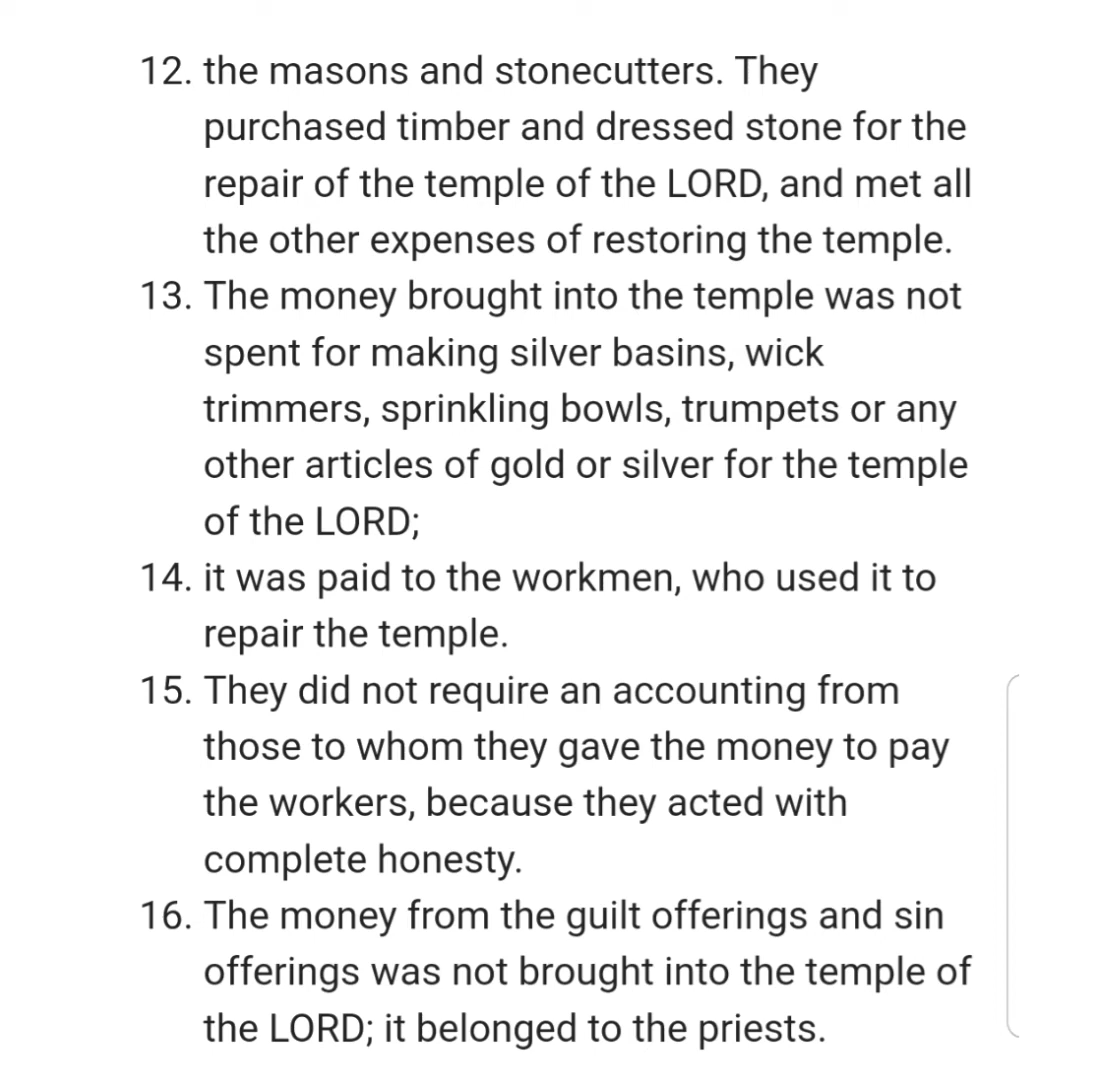 12. the masons and stonecutters. They
purchased timber and dressed stone for the
repair of the temple of the LORD, and met all
the other expenses of restoring the temple.
13. The money brought into the temple was not
spent for making silver basins, wick
trimmers, sprinkling bowls, trumpets or any
other articles of gold or silver for the temple
of the LORD;
14. it was paid to the workmen, who used it to
repair the temple.
15. They did not require an accounting from
those to whom they gave the money to pay
the workers, because they acted with
complete honesty.
16. The money from the guilt offerings and sin
offerings was not brought into the temple of
the LORD; it belonged to the priests.